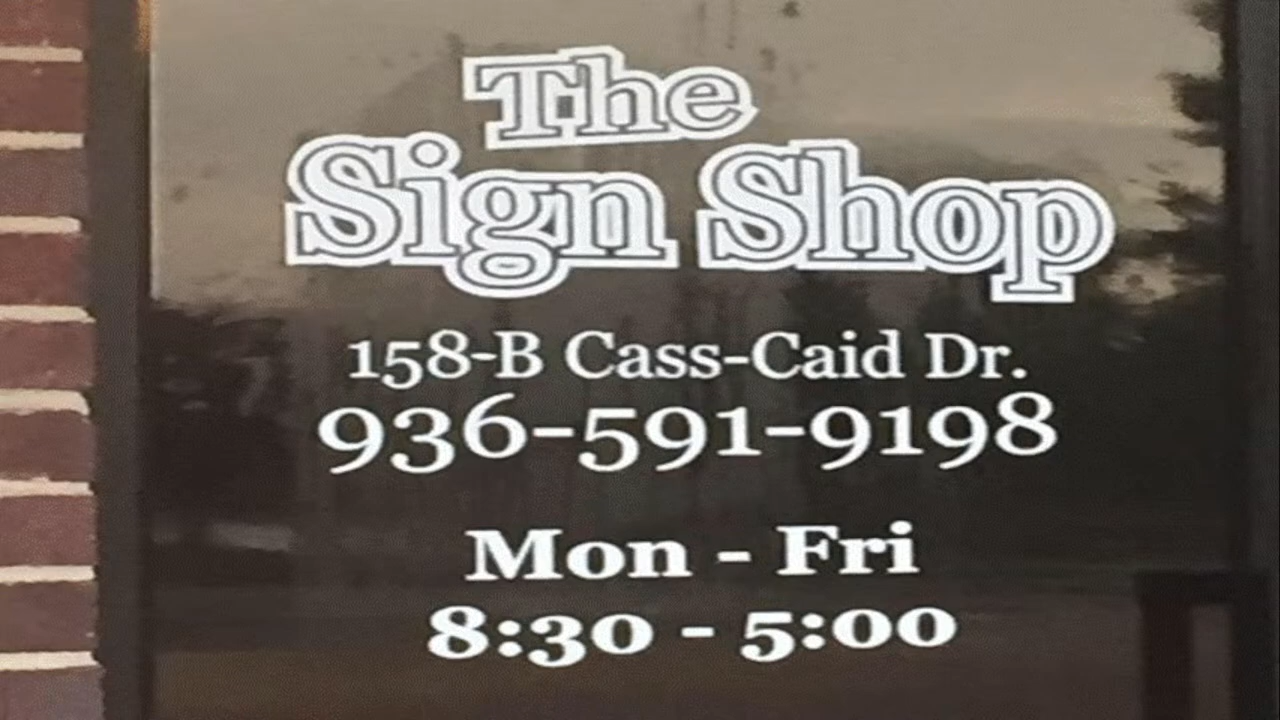 The
Sign Shop
158-B Cass-Caid Dr.
936-591-9198
Mon - Fri
8:30 - 5:00